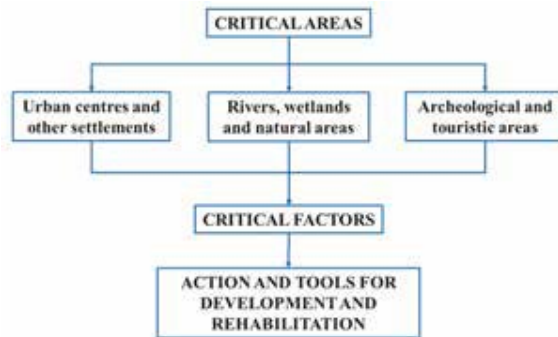 CRITICAL AREAS
Urban centres and
other settlements
Rivers, wetlands
and natural areas
Archeological and
touristic areas
CRITICAL FACTORS
ACTION AND TOOLS FOR
DEVELOPMENT AND
REHABILITATION